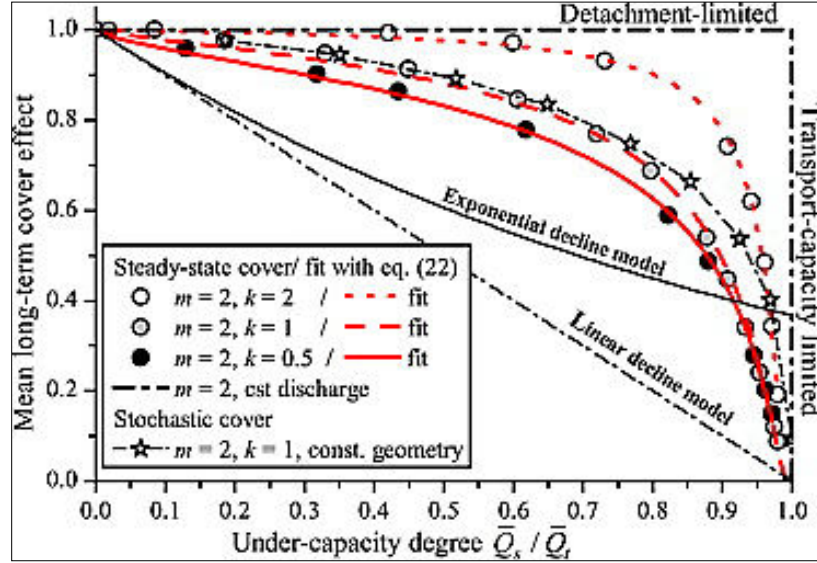 Detachment-limited
1.0
0.8
0.6
0.4
0.2
0.0
Mean long-term cover effect
Transport-capacity limited
Exponential decline model
Linear decline model
Steady-state cover/ fit with eq. (22)
m = 2, k = 2 / fit
m = 2, k = 1 / fit
m = 2, k = 0.5 / fit
m = 2, cst discharge
Stochastic cover
m = 2, k = 1, const. geometry
0.0 0.1 0.2 0.3 0.4 0.5 0.6 0.7 0.8 0.9 1.0
Under-capacity degree Q̅s / Q̅t